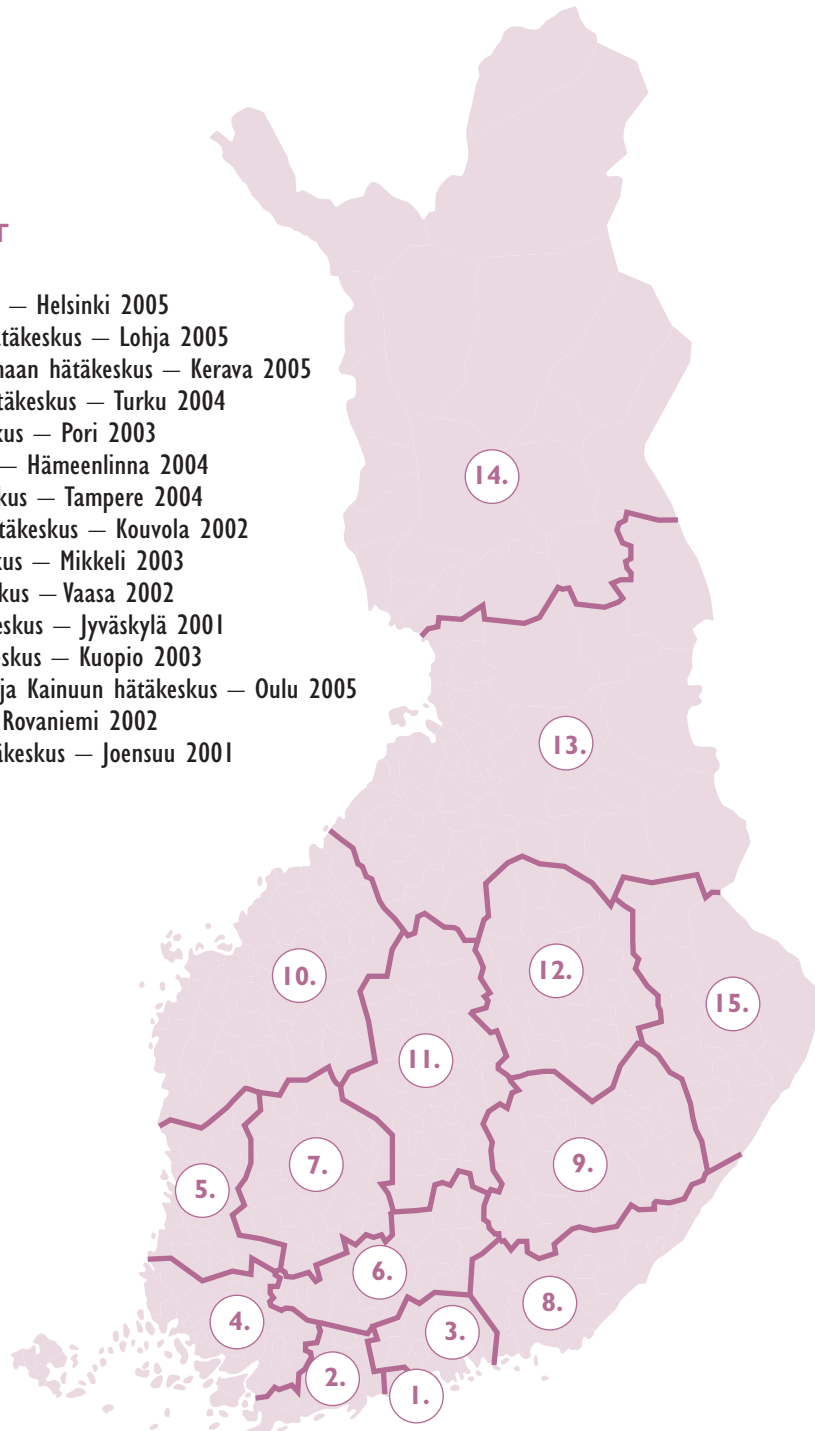 T
— Helsinki 2005
täkeskus — Lohja 2005
naan hätäkeskus — Kerava 2005
täkeskus — Turku 2004
kus — Pori 2003
— Hämeenlinna 2004
kus — Tampere 2004
täkeskus — Kouvola 2002
kus — Mikkeli 2003
kus — Vaasa 2002
eskus — Jyväskylä 2001
skus — Kuopio 2003
ja Kainuun hätäkeskus — Oulu 2005
Rovaniemi 2002
äkeskus — Joensuu 2001
14.
13.
10.
12.
15.
11.
7.
9.
5.
6.
8.
4.
3.
2.
1.